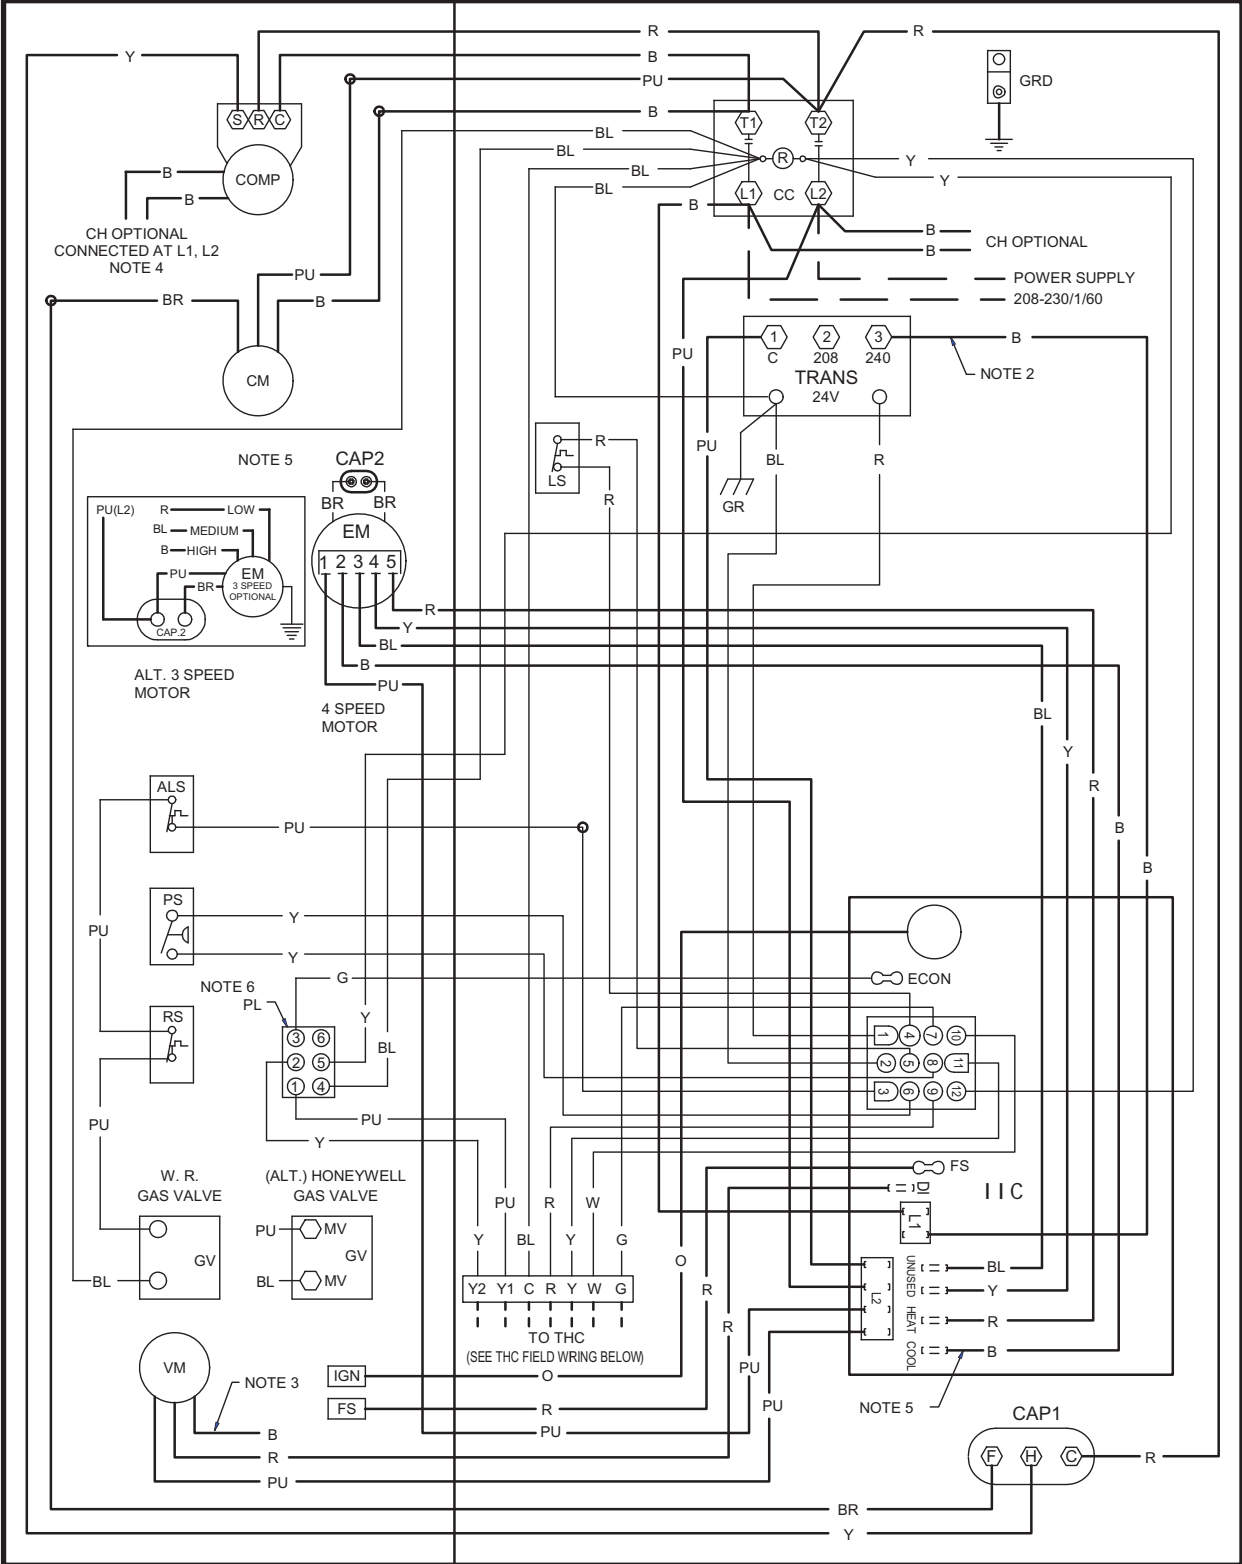 R
R
Y
B
PU
GRD
B
S R C
T1 T2
BL
BL
R
Y
BL
Y
BL
COMP
B
B
L1 CC L2
B
CH OPTIONAL
CONNECTED AT L1, L2
NOTE 4
B
B
CH OPTIONAL
PU
POWER SUPPLY
BR
B
208-230/1/60
1 2 3
C 208 240
B
PU
TRANS
24V
NOTE 2
CM
R
LS
PU
BL
R
NOTE 5
CAP2
BR BR
R
GR
PU(L2)
R LOW
BL MEDIUM
B HIGH
PU
BR
EM
3 SPEED
OPTIONAL
CAP.2
EM
1 2 3 4 5
R
Y
BL
B
PU
ALT. 3 SPEED
MOTOR
4 SPEED
MOTOR
BL
Y
R
B
B
ALS
PU
PS
Y
PU
Y
G
ECON
NOTE 6
PL
RS
Y
BL
3 6
2 5
1 4
1 4 7 10
2 5 8 11
3 6 9 12
PU
PU
Y
FS
DI
IIC
L1
W. R.
GAS VALVE
(ALT.) HONEYWELL
GAS VALVE
PU R W
Y BL Y G
O
R
R
GV
PU MV
GV
BL MV
BL
Y2 Y1 C R Y W G
TO THC
(SEE THC FIELD WIRING BELOW)
L2
UNUSED
HEAT
COOL
BL
Y
R
B
VM
NOTE 3
IGN
O
FS
R
PU
PU
PU
NOTE 5
B
R
PU
CAP1
F H C
R
BR
Y